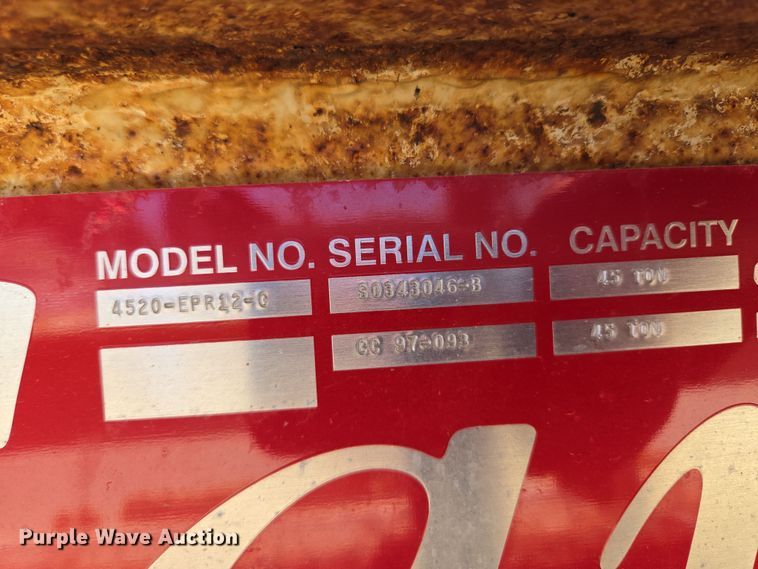 MODEL NO. SERIAL NO. CAPACITY
4520-EPR12-C S0343046-B 45 TON
CC 97-093 45 TON
Purple Wave Auction